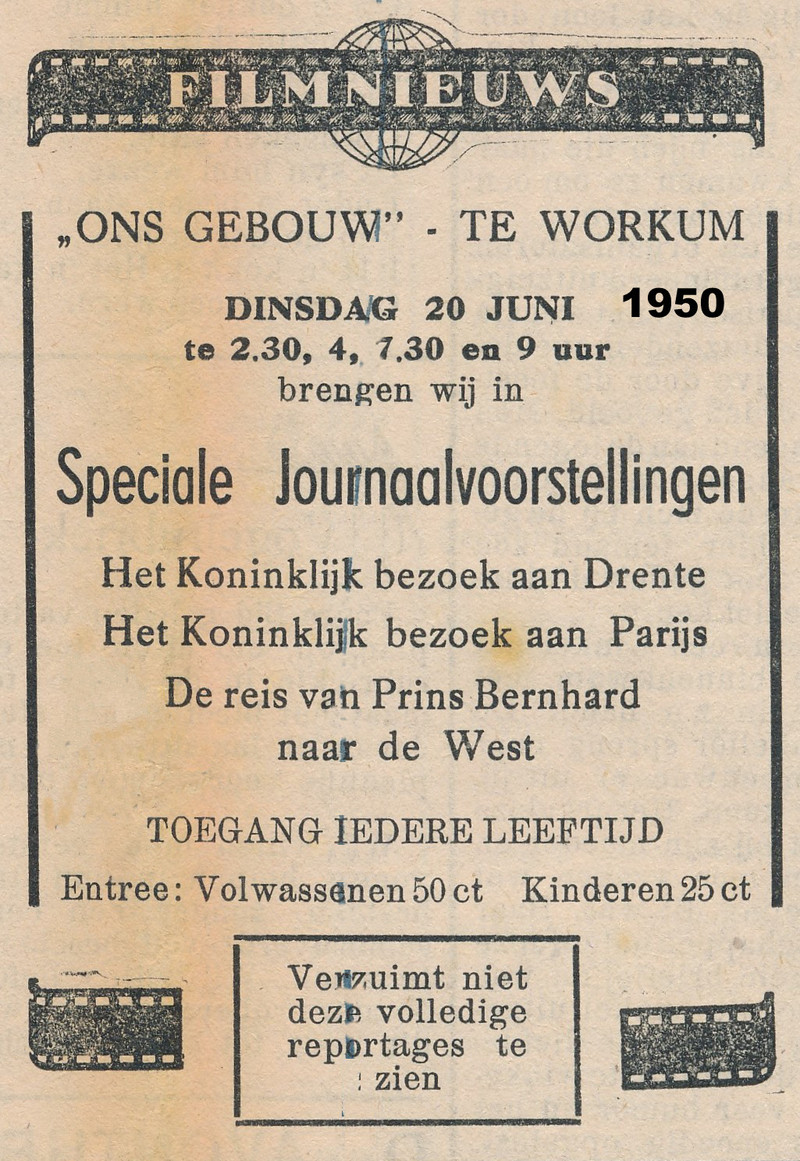 FILMNIEUWS
„ONS GEBOUW” - TE WORKUM
DINSDAG 20 JUNI 1950
te 2.30, 4, 7.30 en 9 uur
brengen wij in
Speciale Journaalvoorstellingen
Het Koninklijk bezoek aan Drente
Het Koninklijk bezoek aan Parijs
De reis van Prins Bernhard
naar de West
TOEGANG IEDERE LEEFTIJD
Entree: Volwassenen 50 ct Kinderen 25 ct
Verzuimt niet
deze volledige
reportages te
zien